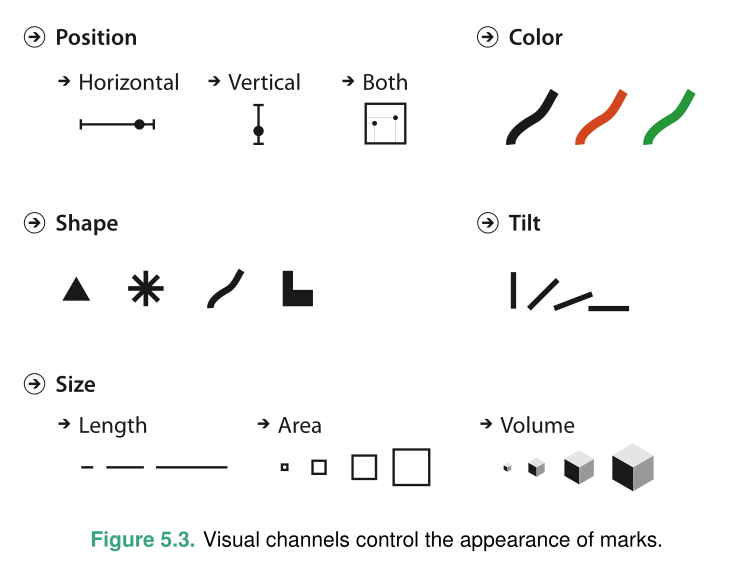 Position
Color
Horizontal
Vertical
Both
Shape
Tilt
Size
Length
Area
Volume
Figure 5.3. Visual channels control the appearance of marks.